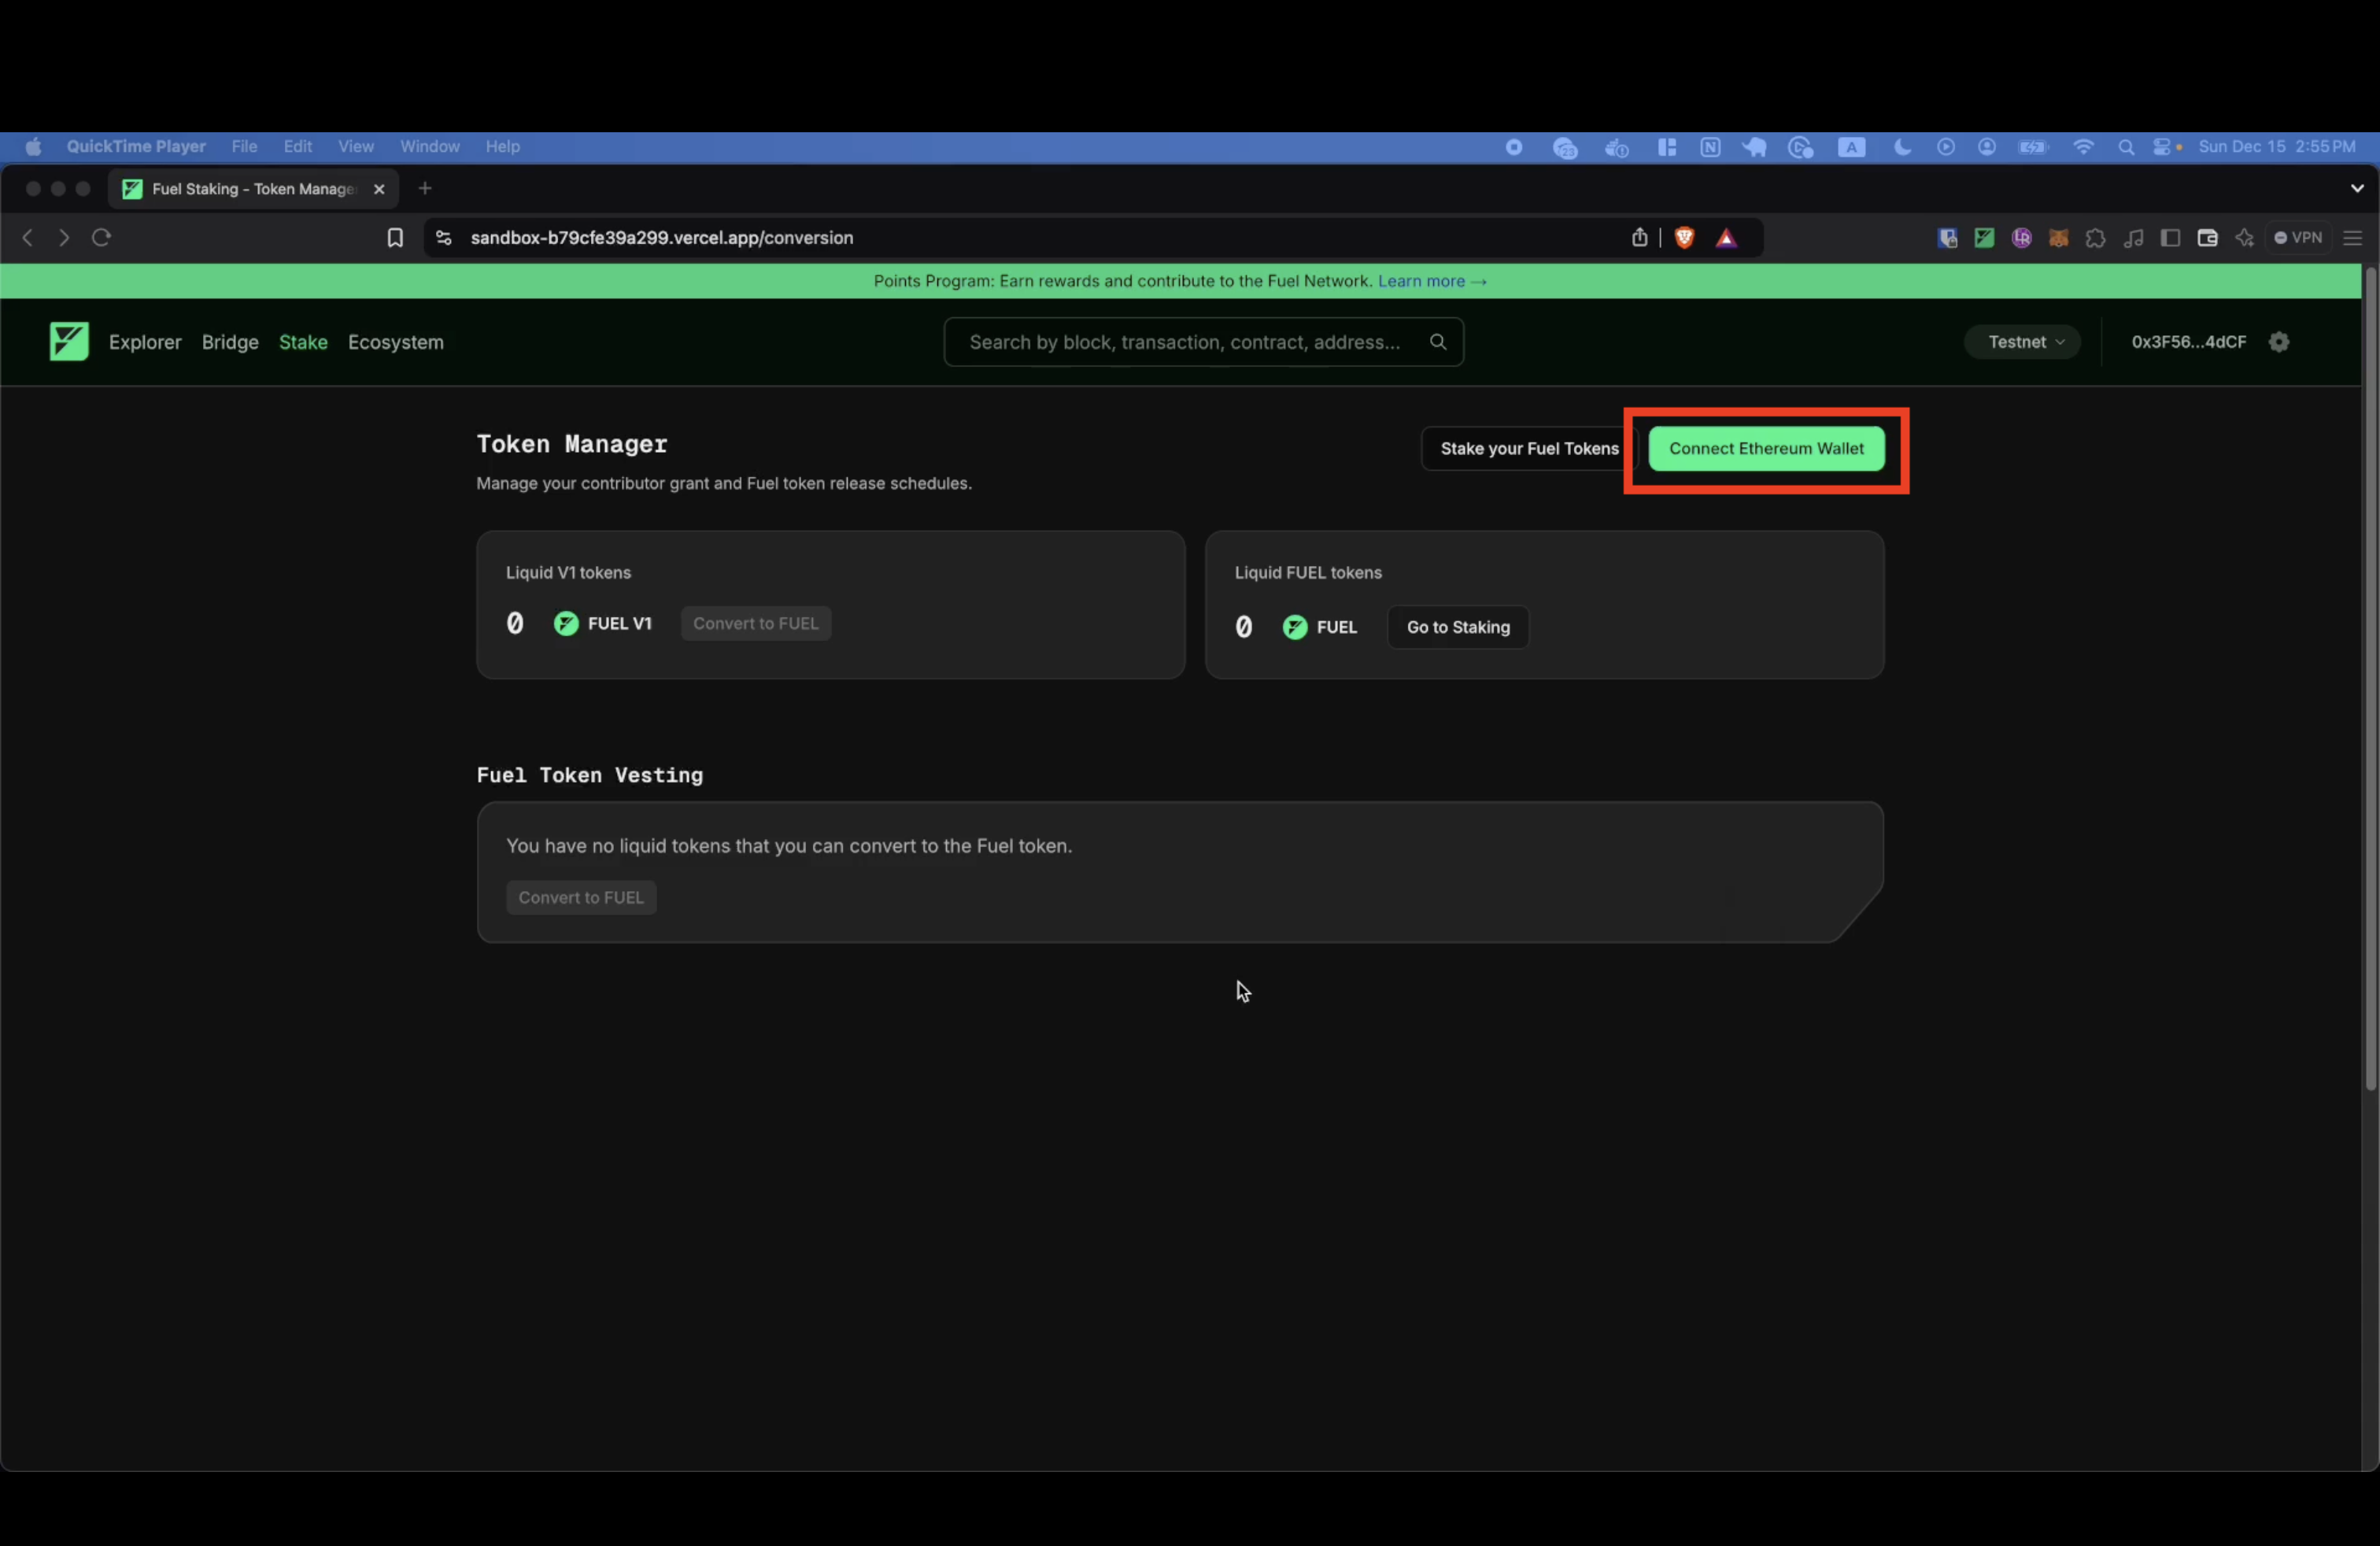 QuickTime Player File Edit View Window Help Sun Dec 15 2:55 PM
Fuel Staking - Token Manage
sandbox-b79cfe39a299.vercel.app/conversion VPN
Points Program: Earn rewards and contribute to the Fuel Network. Learn more →
Explorer Bridge Stake Ecosystem Search by block, transaction, contract, address... Testnet 0x3F56...4dCF
Token Manager
Stake your Fuel Tokens Connect Ethereum Wallet
Manage your contributor grant and Fuel token release schedules.
Liquid V1 tokens
0 FUEL V1 Convert to FUEL
Liquid FUEL tokens
0 FUEL Go to Staking
Fuel Token Vesting
You have no liquid tokens that you can convert to the Fuel token.
Convert to FUEL